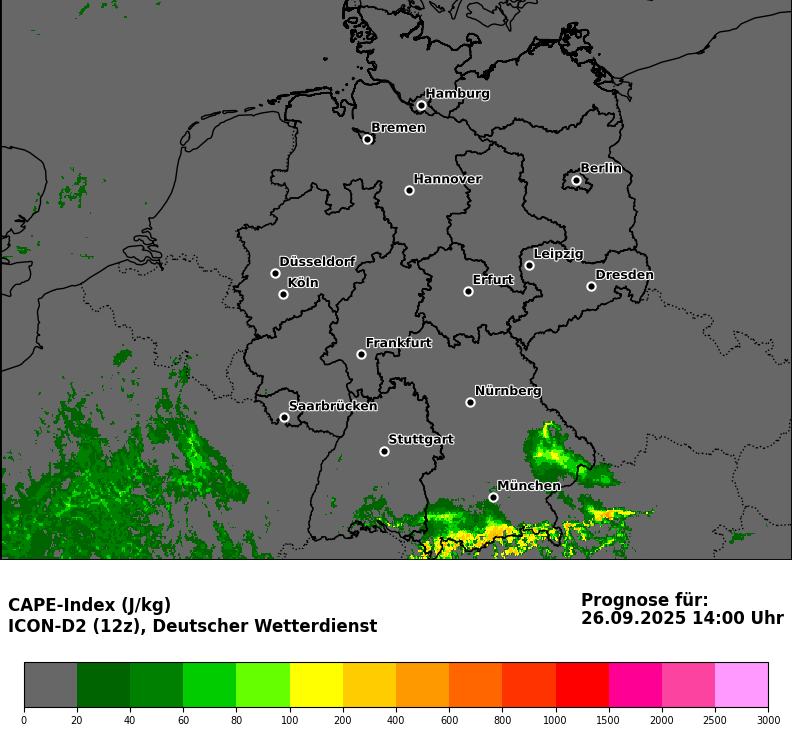 Hamburg
Bremen
Berlin
Hannover
Leipzig
Düsseldorf
Dresden
Köln
Erfurt
Frankfurt
Nürnberg
Saarbrücken
Stuttgart
München
CAPE-Index (J/kg)
ICON-D2 (12z), Deutscher Wetterdienst
Prognose für:
26.09.2025 14:00 Uhr
0 20 40 60 80 100 200 400 600 800 1000 1500 2000 2500 3000